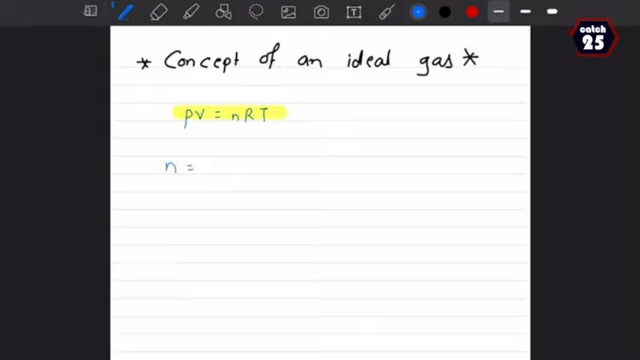 catch
25
* Concept of an ideal gas *
pV = nRT
n =